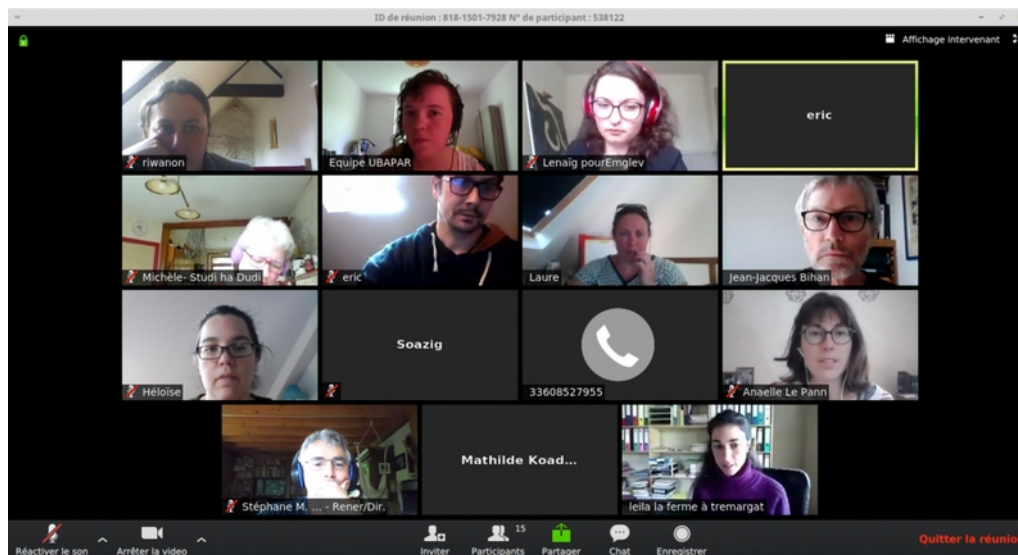 ID de réunion : 818-1501-7928 N° de participant : 538122
Affichage intervenant
riwanon
Equipe UBAPAR
Lenaïg pourEmglev
eric
Michèle- Studi ha Dudi
eric
Laure
Jean-Jacques Bihan
Héloïse
Soazig
33608527955
Anaelle Le Pann
Stéphane M. ... - Rener/Dir.
Mathilde Koad...
leila la ferme à tremargat
Réactiver le son
Arrêter la video
Inviter
Participants
15
Partager
Chat
Enregistrer
Quitter la réunio